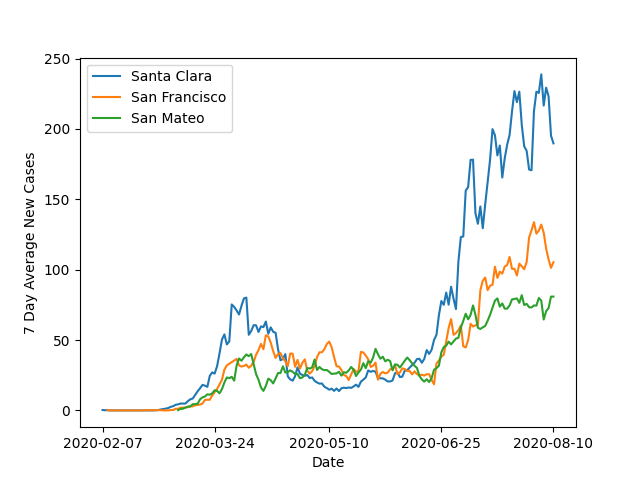 250
200
150
100
50
0
7 Day Average New Cases
Santa Clara
San Francisco
San Mateo
2020-02-07 2020-03-24 2020-05-10 2020-06-25 2020-08-10
Date